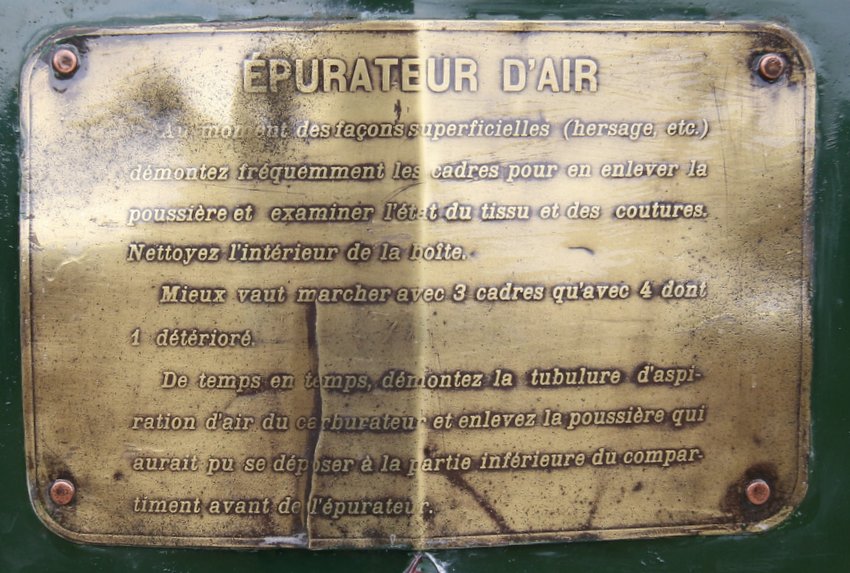 ÉPURATEUR D'AIR
Au moment des façons superficielles (hersage, etc.)
démontez fréquemment les cadres pour en enlever la
poussière et examiner l'état du tissu et des coutures.
Nettoyez l'intérieur de la boîte.
Mieux vaut marcher avec 3 cadres qu'avec 4 dont
1 détérioré.
De temps en temps, démontez la tubulure d'aspi-
ration d'air du carburateur et enlevez la poussière qui
aurait pu se déposer à la partie inférieure du compar-
timent avant de l'épurateur.